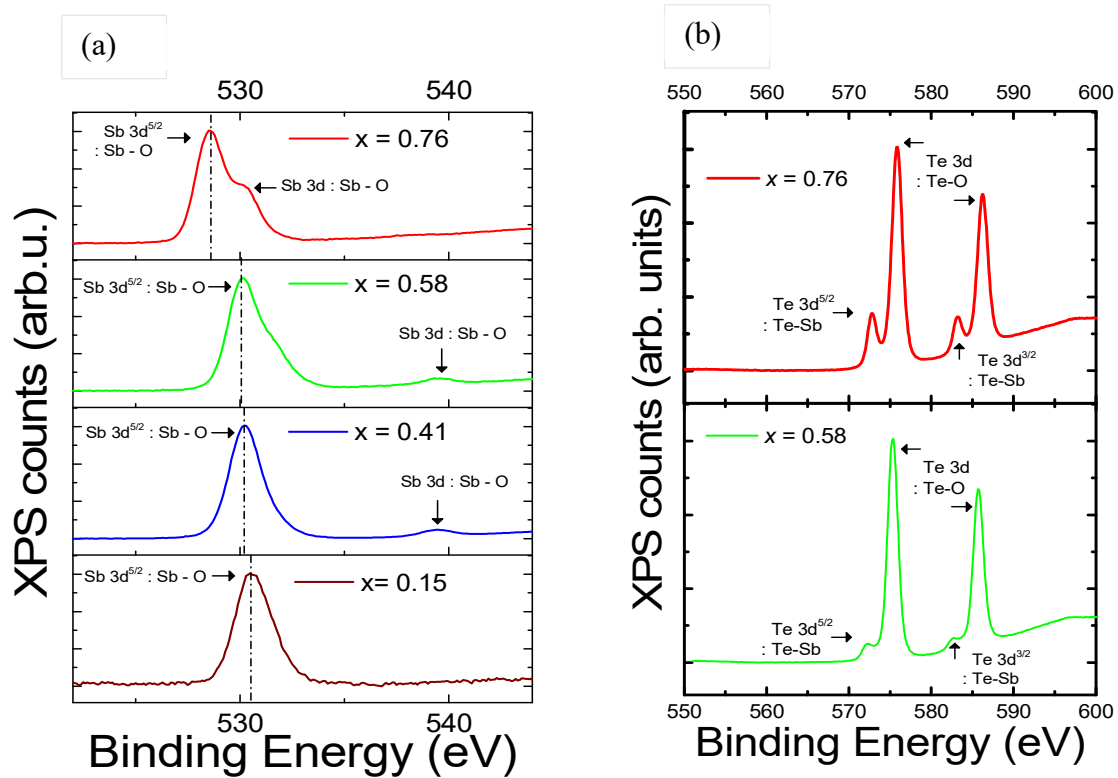 (a)
530 540
Sb 3d5/2
: Sb - O
x = 0.76
Sb 3d : Sb - O
Sb 3d5/2 : Sb - O
x = 0.58
Sb 3d : Sb - O
Sb 3d5/2 : Sb - O
x = 0.41
Sb 3d : Sb - O
Sb 3d5/2 : Sb - O
x= 0.15
530 540
XPS counts (arb.u.)
Binding Energy (eV)
(b)
550 560 570 580 590 600
x = 0.76
Te 3d
: Te-O
Te 3d5/2
: Te-Sb
Te 3d3/2
: Te-Sb
x = 0.58
Te 3d
: Te-O
Te 3d5/2
: Te-Sb
Te 3d3/2
: Te-Sb
550 560 570 580 590 600
XPS counts (arb. units)
Binding Energy (eV)